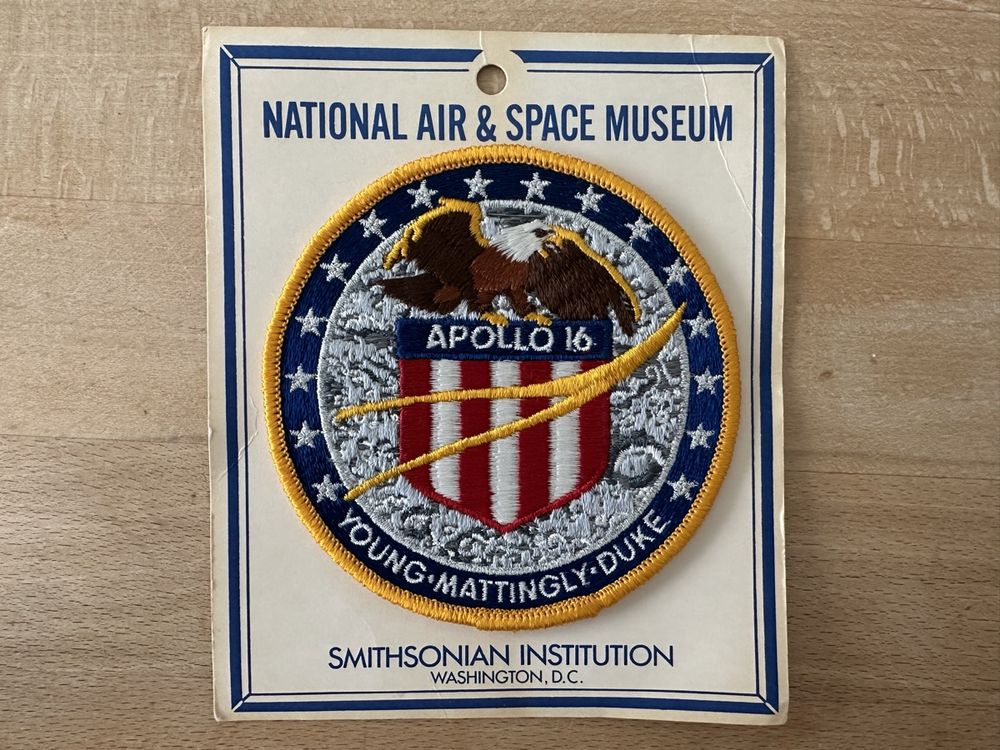 NATIONAL AIR & SPACE MUSEUM
APOLLO 16
YOUNG•MATTINGLY•DUKE
SMITHSONIAN INSTITUTION
WASHINGTON, D.C.